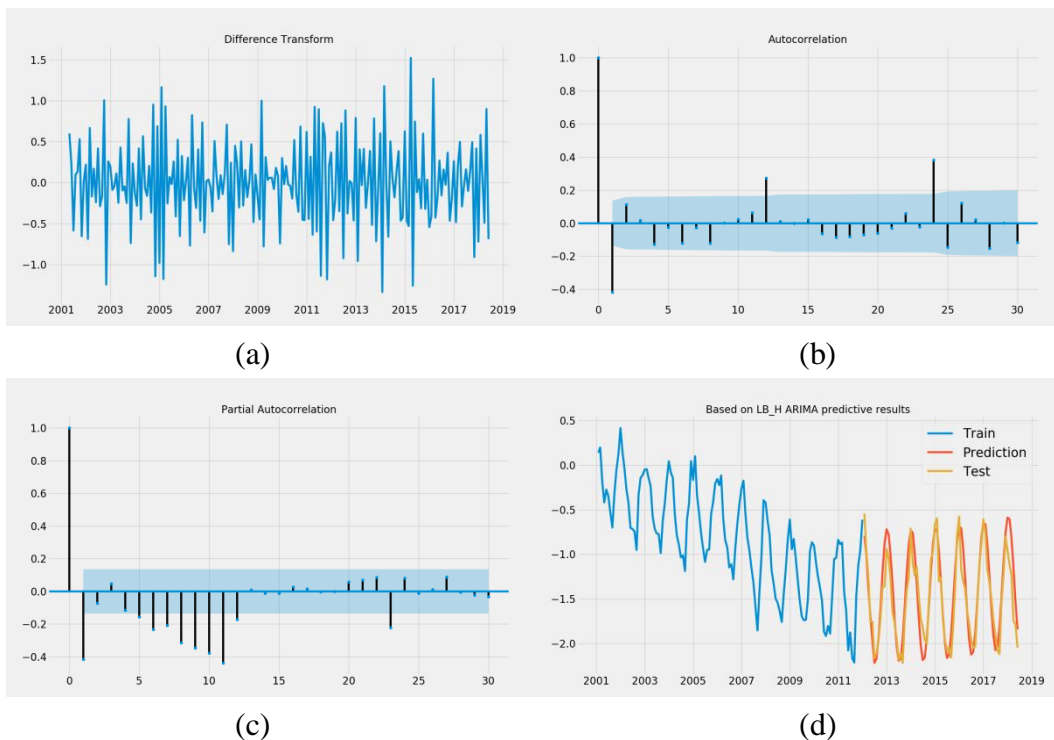 Difference Transform
1.5
1.0
0.5
0.0
−0.5
−1.0
2001 2003 2005 2007 2009 2011 2013 2015 2017 2019
(a)
Autocorrelation
1.0
0.8
0.6
0.4
0.2
0.0
−0.2
−0.4
0 5 10 15 20 25 30
(b)
Partial Autocorrelation
1.0
0.8
0.6
0.4
0.2
0.0
−0.2
−0.4
0 5 10 15 20 25 30
(c)
Based on LB_H ARIMA predictive results
Train
Prediction
Test
0.5
0.0
−0.5
−1.0
−1.5
−2.0
2001 2003 2005 2007 2009 2011 2013 2015 2017 2019
(d)